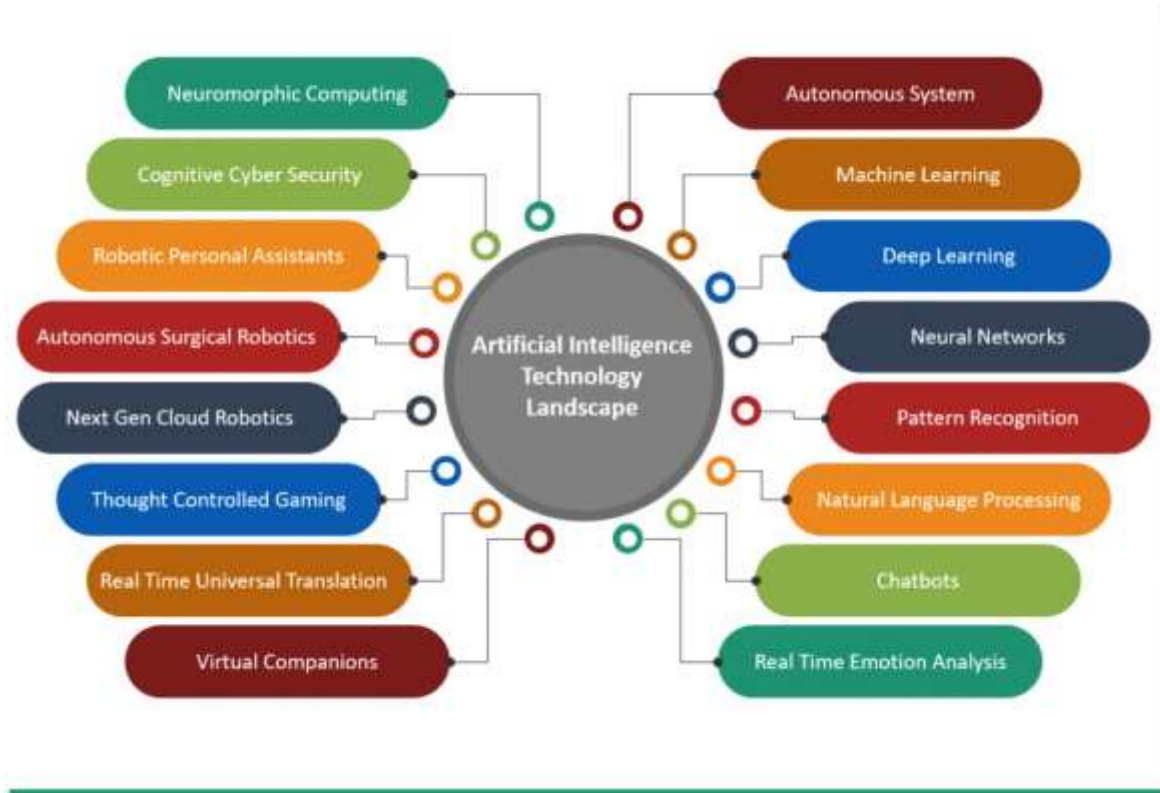 Neuromorphic Computing
Cognitive Cyber Security
Robotic Personal Assistants
Autonomous Surgical Robotics
Next Gen Cloud Robotics
Thought Controlled Gaming
Real Time Universal Translation
Virtual Companions
Artificial Intelligence
Technology
Landscape
Autonomous System
Machine Learning
Deep Learning
Neural Networks
Pattern Recognition
Natural Language Processing
Chatbots
Real Time Emotion Analysis